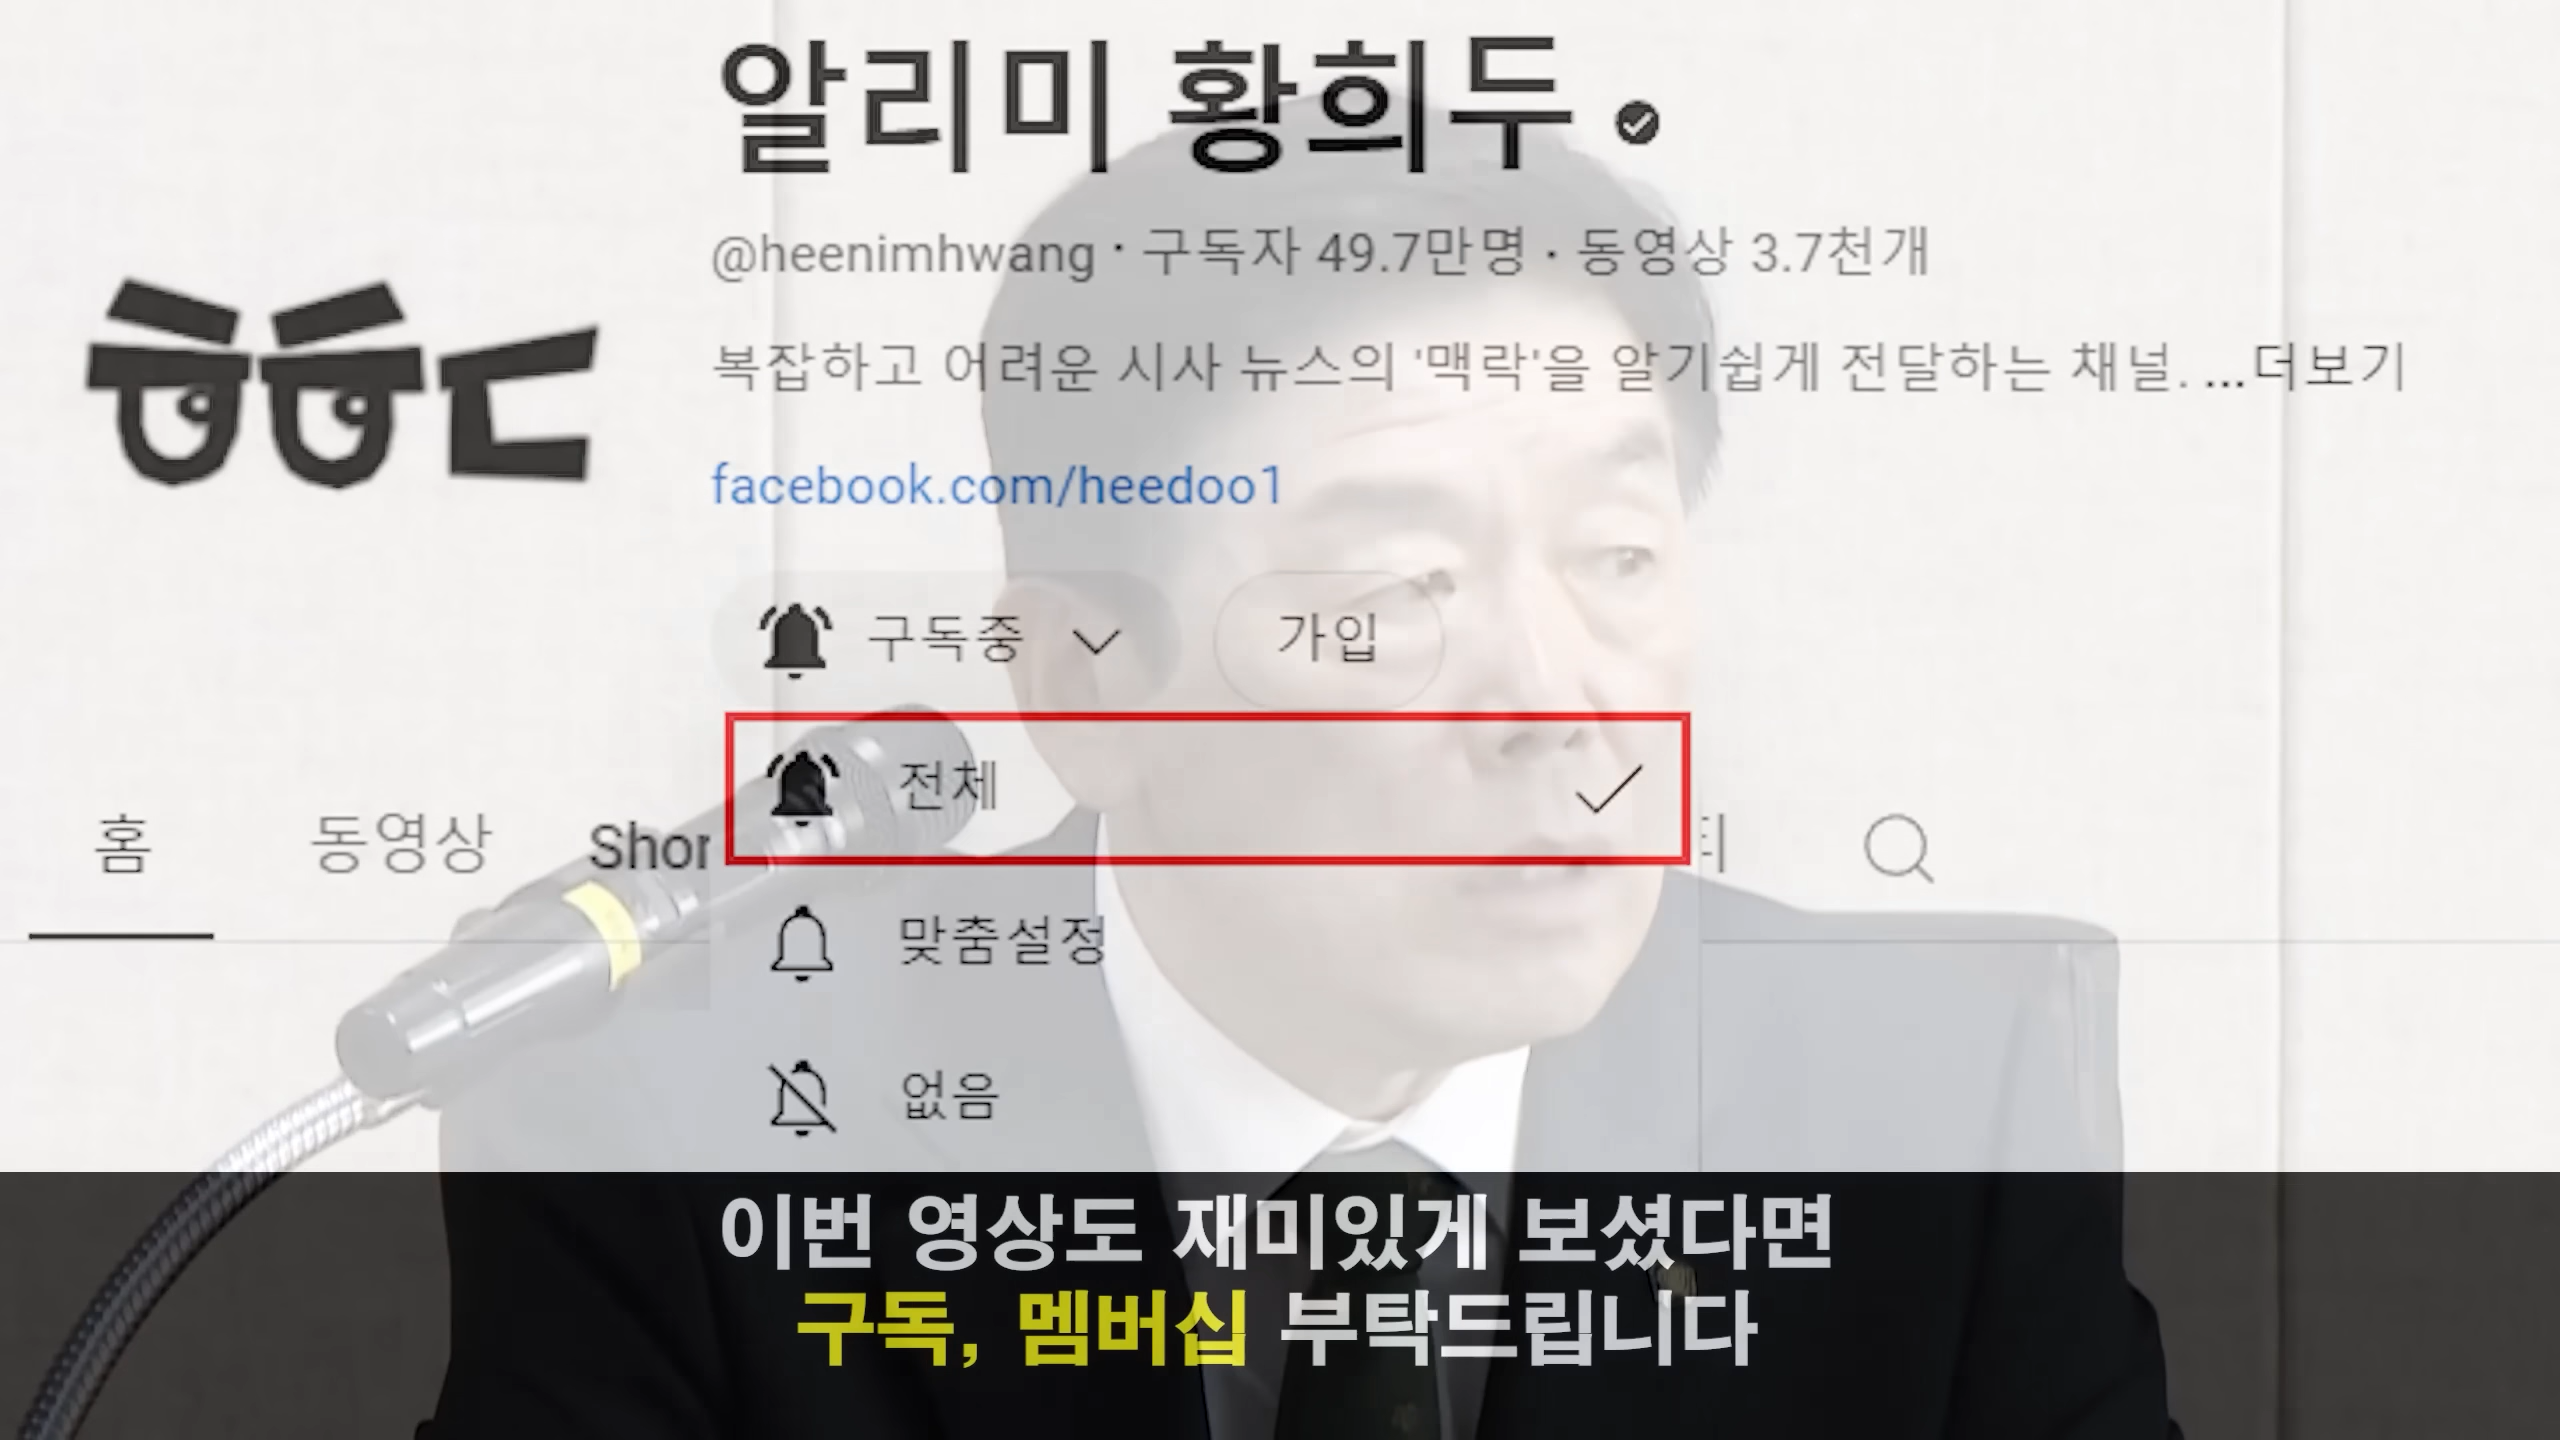 알리미 황희두
@heenimhwang · 구독자 49.7만명 · 동영상 3.7천개
복잡하고 어려운 시사 뉴스의 '맥락'을 알기쉽게 전달하는 채널. ...더보기
ㅎㅎㄷ
facebook.com/heedoo1
구독중 가입
전체
홈 동영상 Shor 티
맞춤설정
없음
이번 영상도 재미있게 보셨다면
구독, 멤버십 부탁드립니다